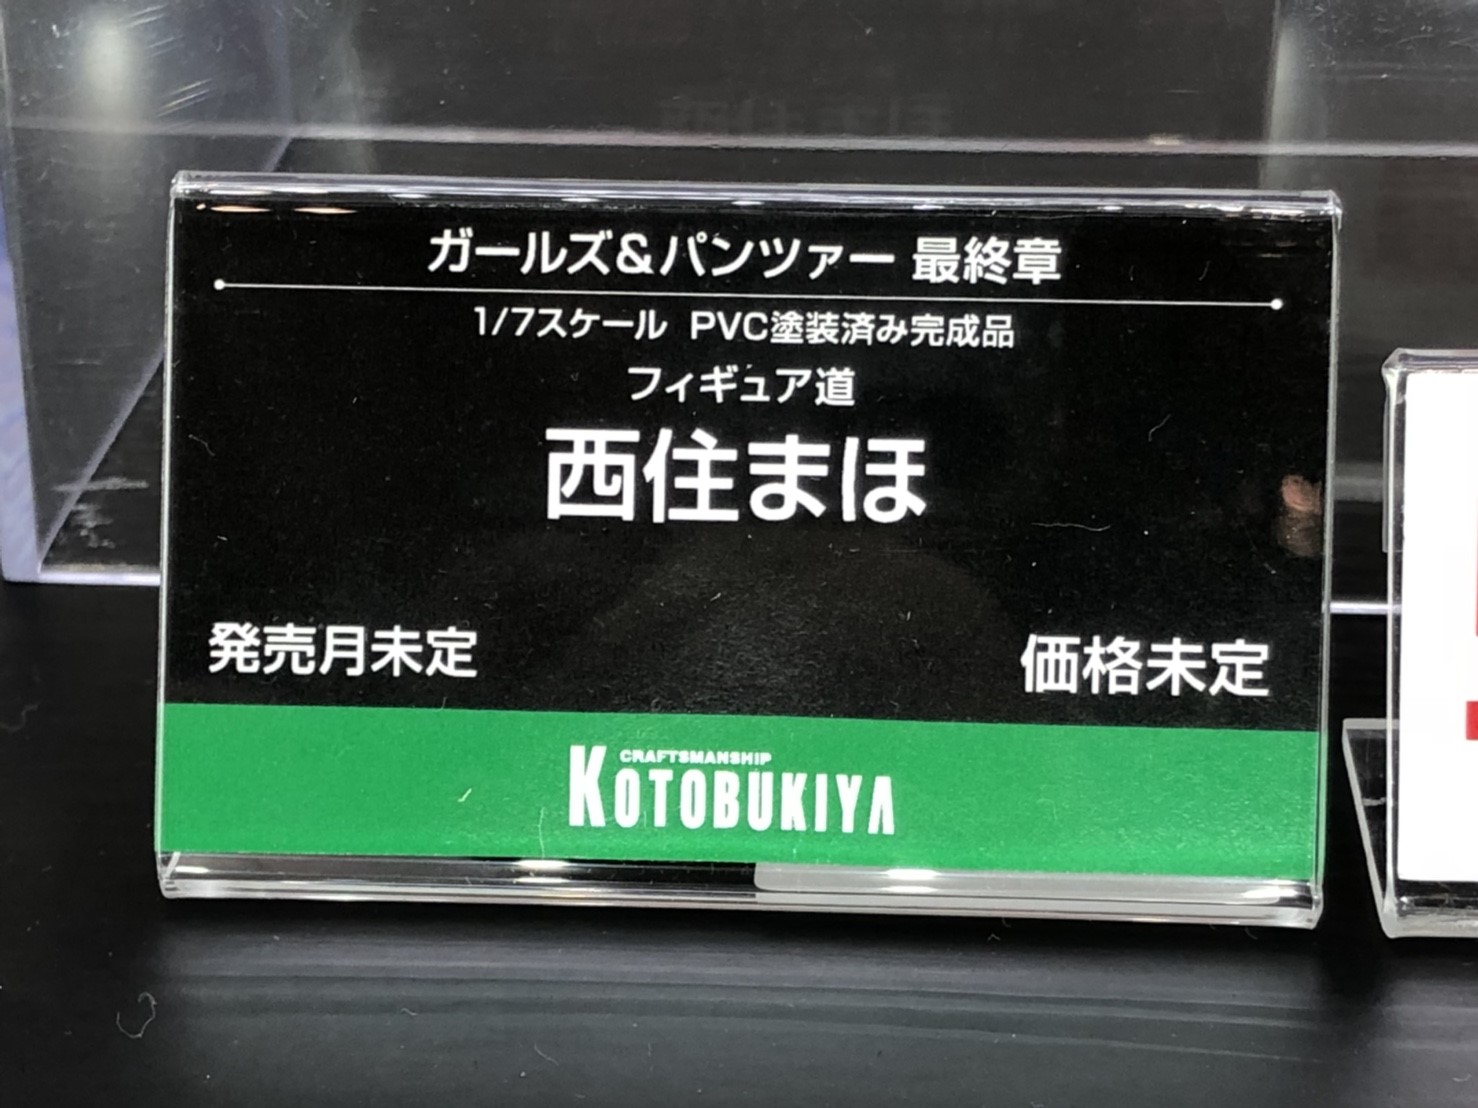 ガールズ&パンツァー 最終章
1/7スケール PVC塗装済み完成品
フィギュア道
西住まほ
発売月未定
価格未定
CRAFTSMANSHIP
KOTOBUKIYA